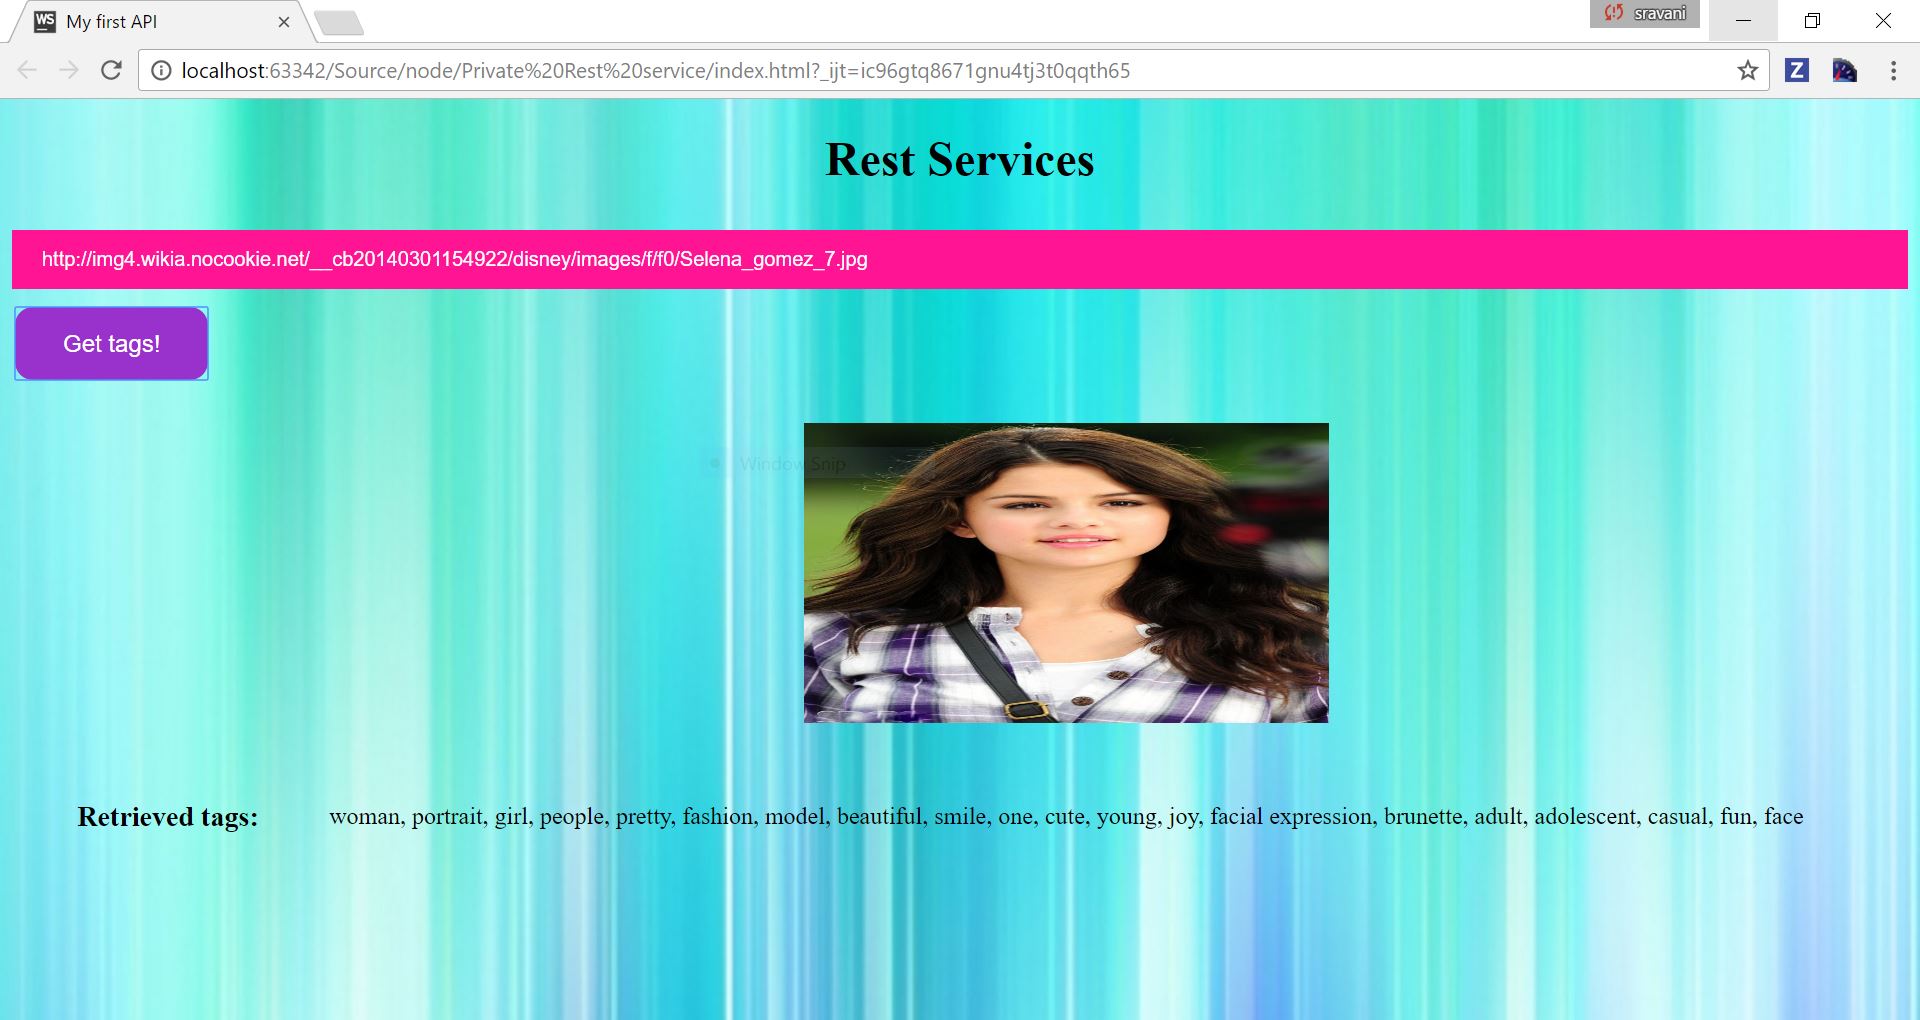 WS My first API
sravani
localhost:63342/Source/node/Private%20Rest%20service/index.html?_ijt=ic96gtq8671gnu4tj3t0qqth65
Z
Rest Services
http://img4.wikia.nocookie.net/__cb20140301154922/disney/images/f/f0/Selena_gomez_7.jpg
Get tags!
Window Snip
Retrieved tags: woman, portrait, girl, people, pretty, fashion, model, beautiful, smile, one, cute, young, joy, facial expression, brunette, adult, adolescent, casual, fun, face